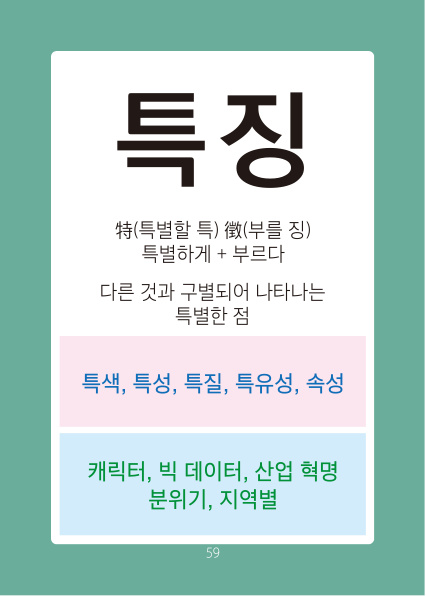 특징
特(특별할 특) 徵(부를 징)
특별하게 + 부르다
다른 것과 구별되어 나타나는
특별한 점
특색, 특성, 특질, 특유성, 속성
캐릭터, 빅 데이터, 산업 혁명
분위기, 지역별
59